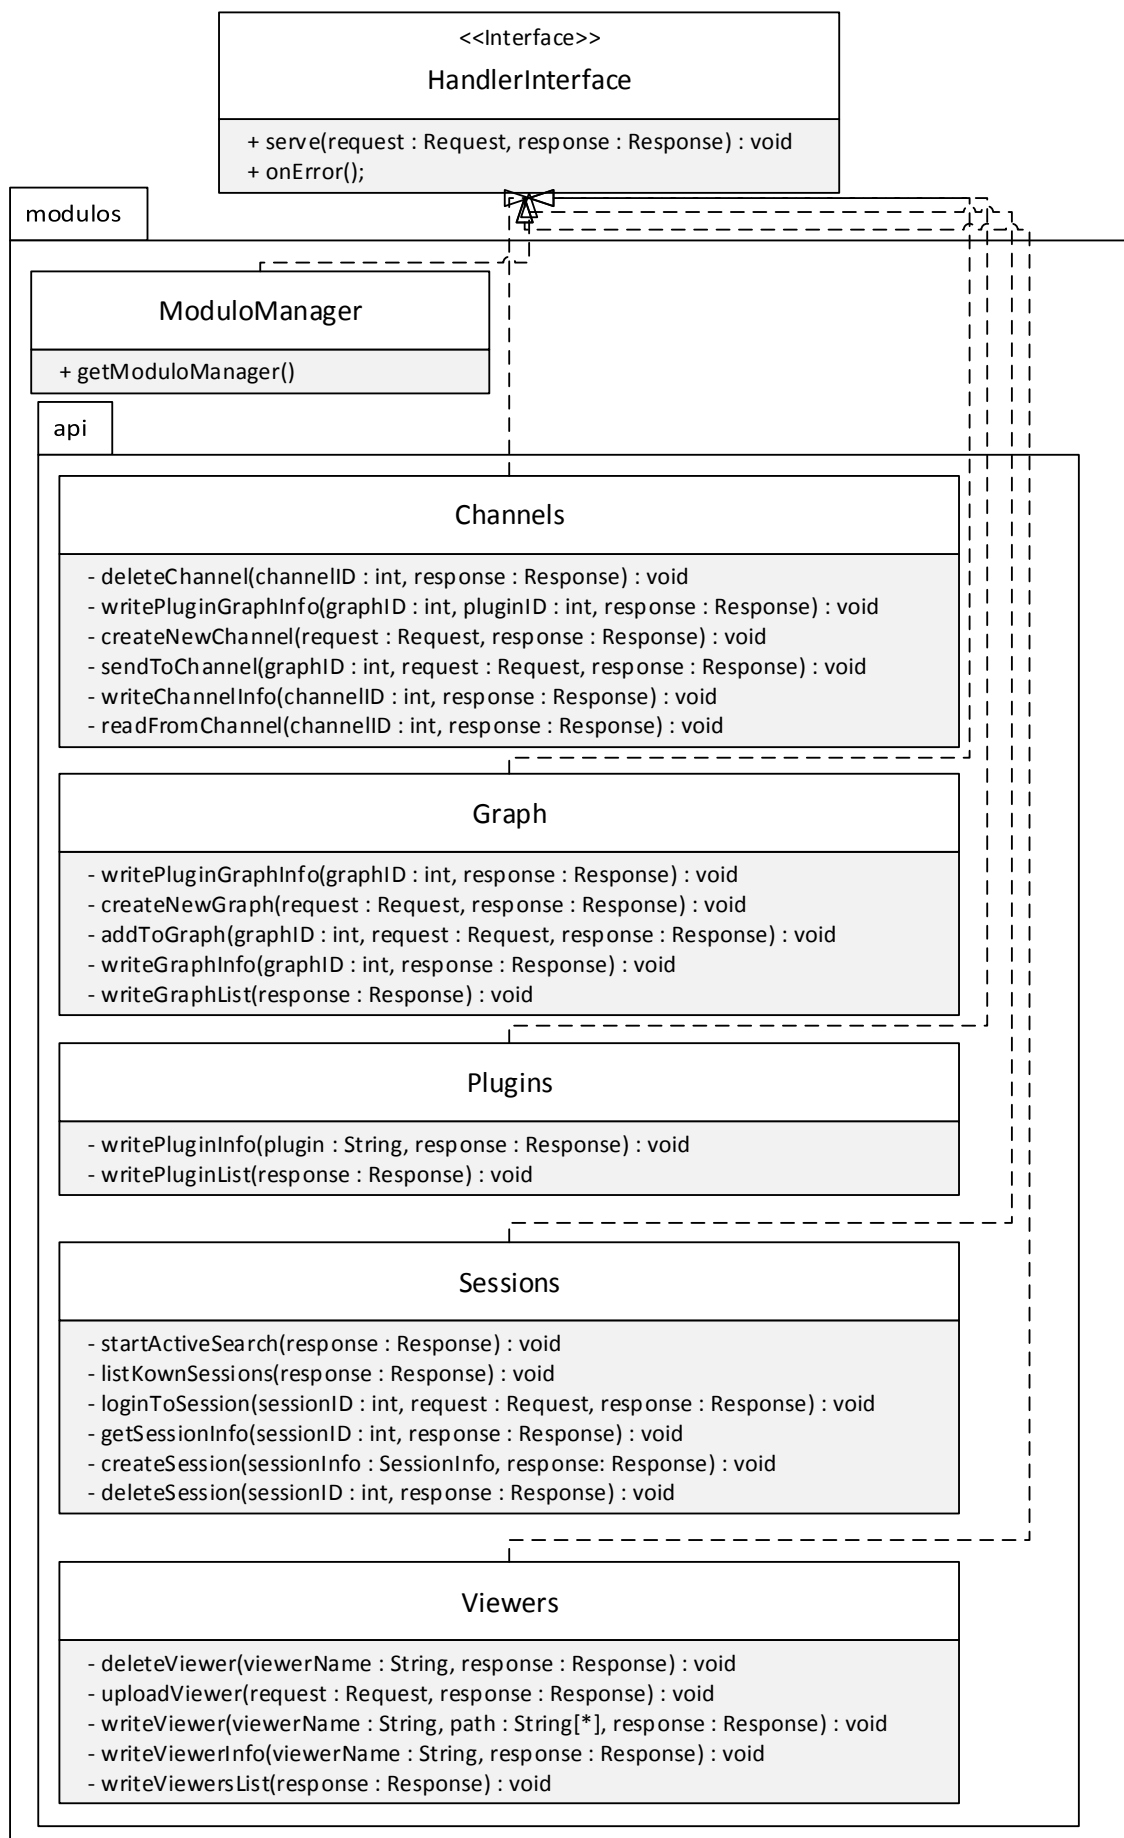 <<Interface>>
HandlerInterface
+ serve(request : Request, response : Response) : void
+ onError();
modulos
ModuloManager
+ getModuloManager()
api
Channels
- deleteChannel(channelID : int, response : Response) : void
- writePluginGraphInfo(graphID : int, pluginID : int, response : Response) : void
- createNewChannel(request : Request, response : Response) : void
- sendToChannel(graphID : int, request : Request, response : Response) : void
- writeChannelInfo(channelID : int, response : Response) : void
- readFromChannel(channelID : int, response : Response) : void
Graph
- writePluginGraphInfo(graphID : int, response : Response) : void
- createNewGraph(request : Request, response : Response) : void
- addToGraph(graphID : int, request : Request, response : Response) : void
- writeGraphInfo(graphID : int, response : Response) : void
- writeGraphList(response : Response) : void
Plugins
- writePluginInfo(plugin : String, response : Response) : void
- writePluginList(response : Response) : void
Sessions
- startActiveSearch(response : Response) : void
- listKownSessions(response : Response) : void
- loginToSession(sessionID : int, request : Request, response : Response) : void
- getSessionInfo(sessionID : int, response : Response) : void
- createSession(sessionInfo : SessionInfo, response: Response) : void
- deleteSession(sessionID : int, response : Response) : void
Viewers
- deleteViewer(viewerName : String, response : Response) : void
- uploadViewer(request : Request, response : Response) : void
- writeViewer(viewerName : String, path : String[*], response : Response) : void
- writeViewerInfo(viewerName : String, response : Response) : void
- writeViewersList(response : Response) : void